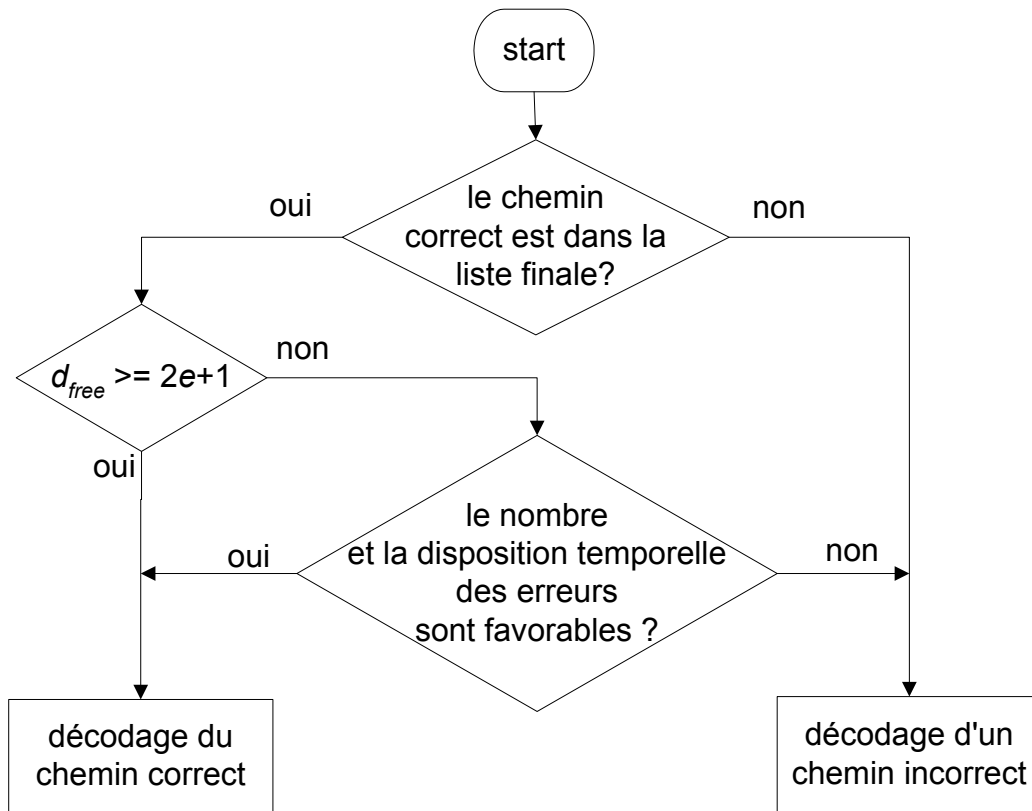 start
le chemin
correct est dans la
liste finale?
oui
non
d_free >= 2e+1
non
oui
le nombre
et la disposition temporelle
des erreurs
sont favorables ?
oui
non
décodage du
chemin correct
décodage d'un
chemin incorrect